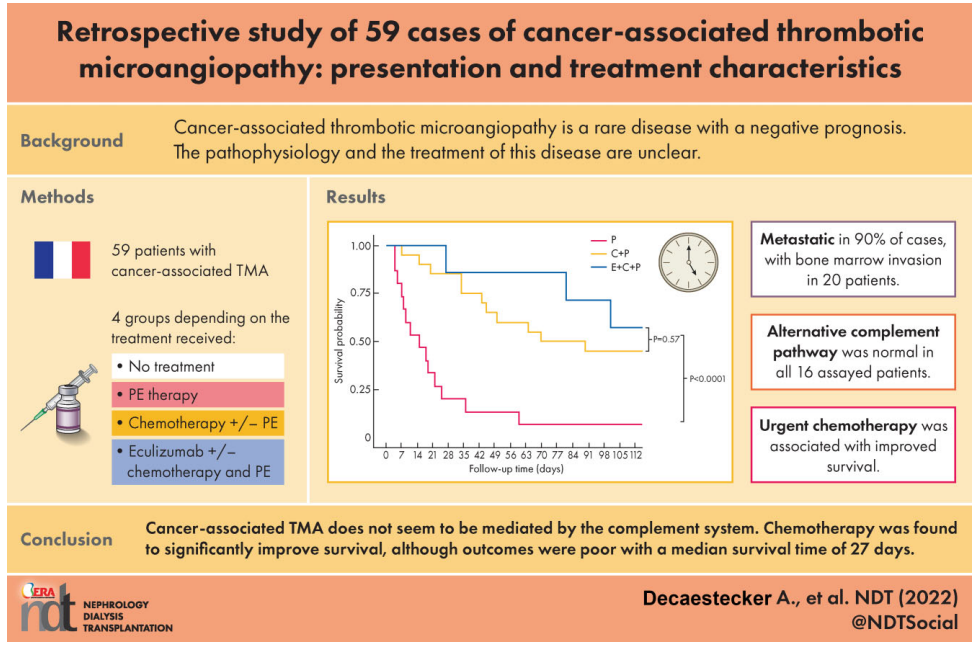 Retrospective study of 59 cases of cancer-associated thrombotic
microangiopathy: presentation and treatment characteristics
Background
Cancer-associated thrombotic microangiopathy is a rare disease with a negative prognosis.
The pathophysiology and the treatment of this disease are unclear.
Methods
59 patients with
cancer-associated TMA
4 groups depending on the
treatment received:
• No treatment
• PE therapy
• Chemotherapy +/– PE
• Eculizumab +/–
chemotherapy and PE
Results
P
C+P
E+C+P
1.00
0.75
0.50
0.25
0
Survival probability
0 7 14 21 28 35 42 49 56 63 70 77 84 91 98 105 112
Follow-up time (days)
P=0.57
P<0.0001
Metastatic in 90% of cases,
with bone marrow invasion
in 20 patients.
Alternative complement
pathway was normal in
all 16 assayed patients.
Urgent chemotherapy was
associated with improved
survival.
Conclusion
Cancer-associated TMA does not seem to be mediated by the complement system. Chemotherapy was found
to significantly improve survival, although outcomes were poor with a median survival time of 27 days.
ERA
ndt
NEPHROLOGY
DIALYSIS
TRANSPLANTATION
Decaestecker A., et al. NDT (2022)
@NDTSocial